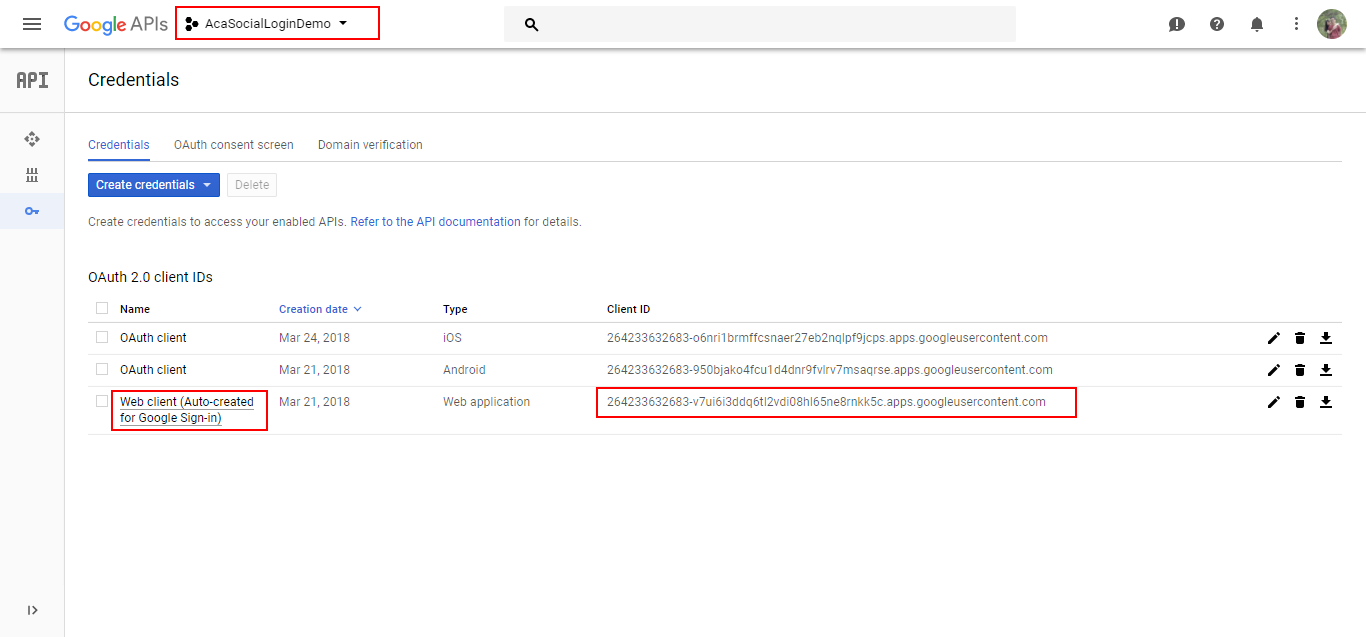 Google APIs AcaSocialLoginDemo
API Credentials
Credentials OAuth consent screen Domain verification
Create credentials Delete
Create credentials to access your enabled APIs. Refer to the API documentation for details.
OAuth 2.0 client IDs
Name Creation date Type Client ID
OAuth client Mar 24, 2018 iOS 264233632683-o6nri1brmffcsnaer27eb2nqlpf9jcps.apps.googleusercontent.com
OAuth client Mar 21, 2018 Android 264233632683-950bjako4fcu1d4dnr9fvlrv7msaqrse.apps.googleusercontent.com
Web client (Auto-created Mar 21, 2018 Web application 264233632683-v7ui6i3ddq6tl2vdi08hl65ne8rnkk5c.apps.googleusercontent.com
for Google Sign-in)